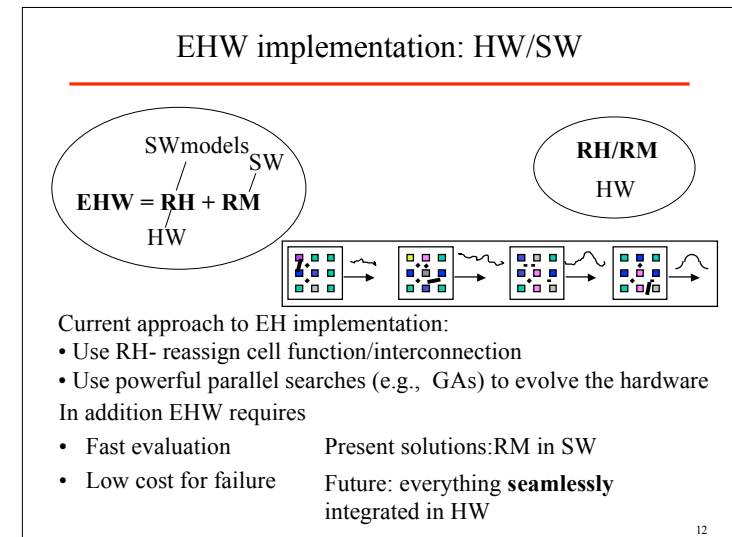 EHW implementation: HW/SW
SWmodels
SW
EHW = RH + RM
HW
RH/RM
HW
Current approach to EH implementation:
• Use RH- reassign cell function/interconnection
• Use powerful parallel searches (e.g., GAs) to evolve the hardware
In addition EHW requires
• Fast evaluation
• Low cost for failure
Present solutions:RM in SW
Future: everything seamlessly
integrated in HW
12